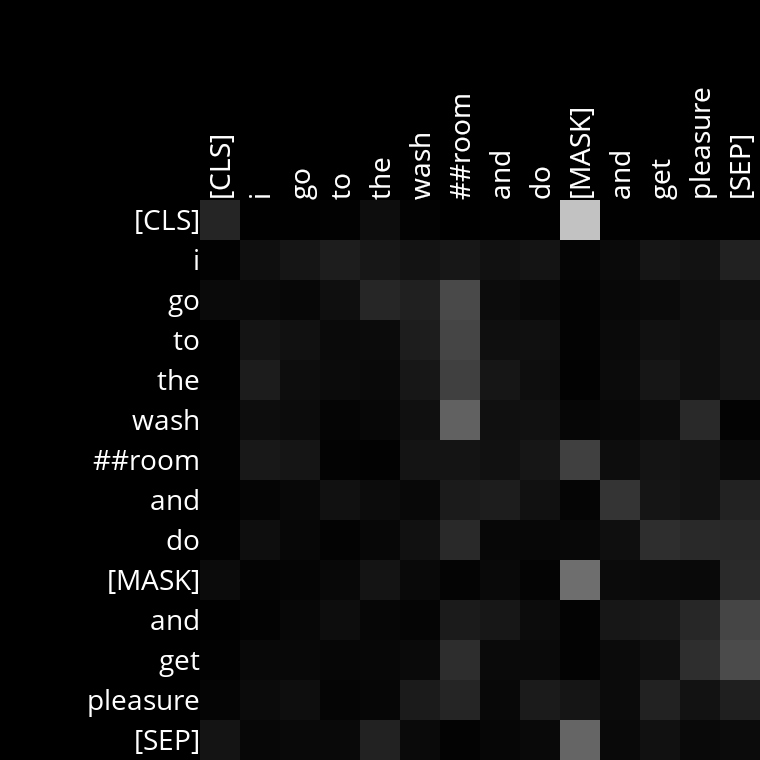 [CLS]
i
go
to
the
wash
##room
and
do
[MASK]
and
get
pleasure
[SEP]
[CLS]
i
go
to
the
wash
##room
and
do
[MASK]
and
get
pleasure
[SEP]